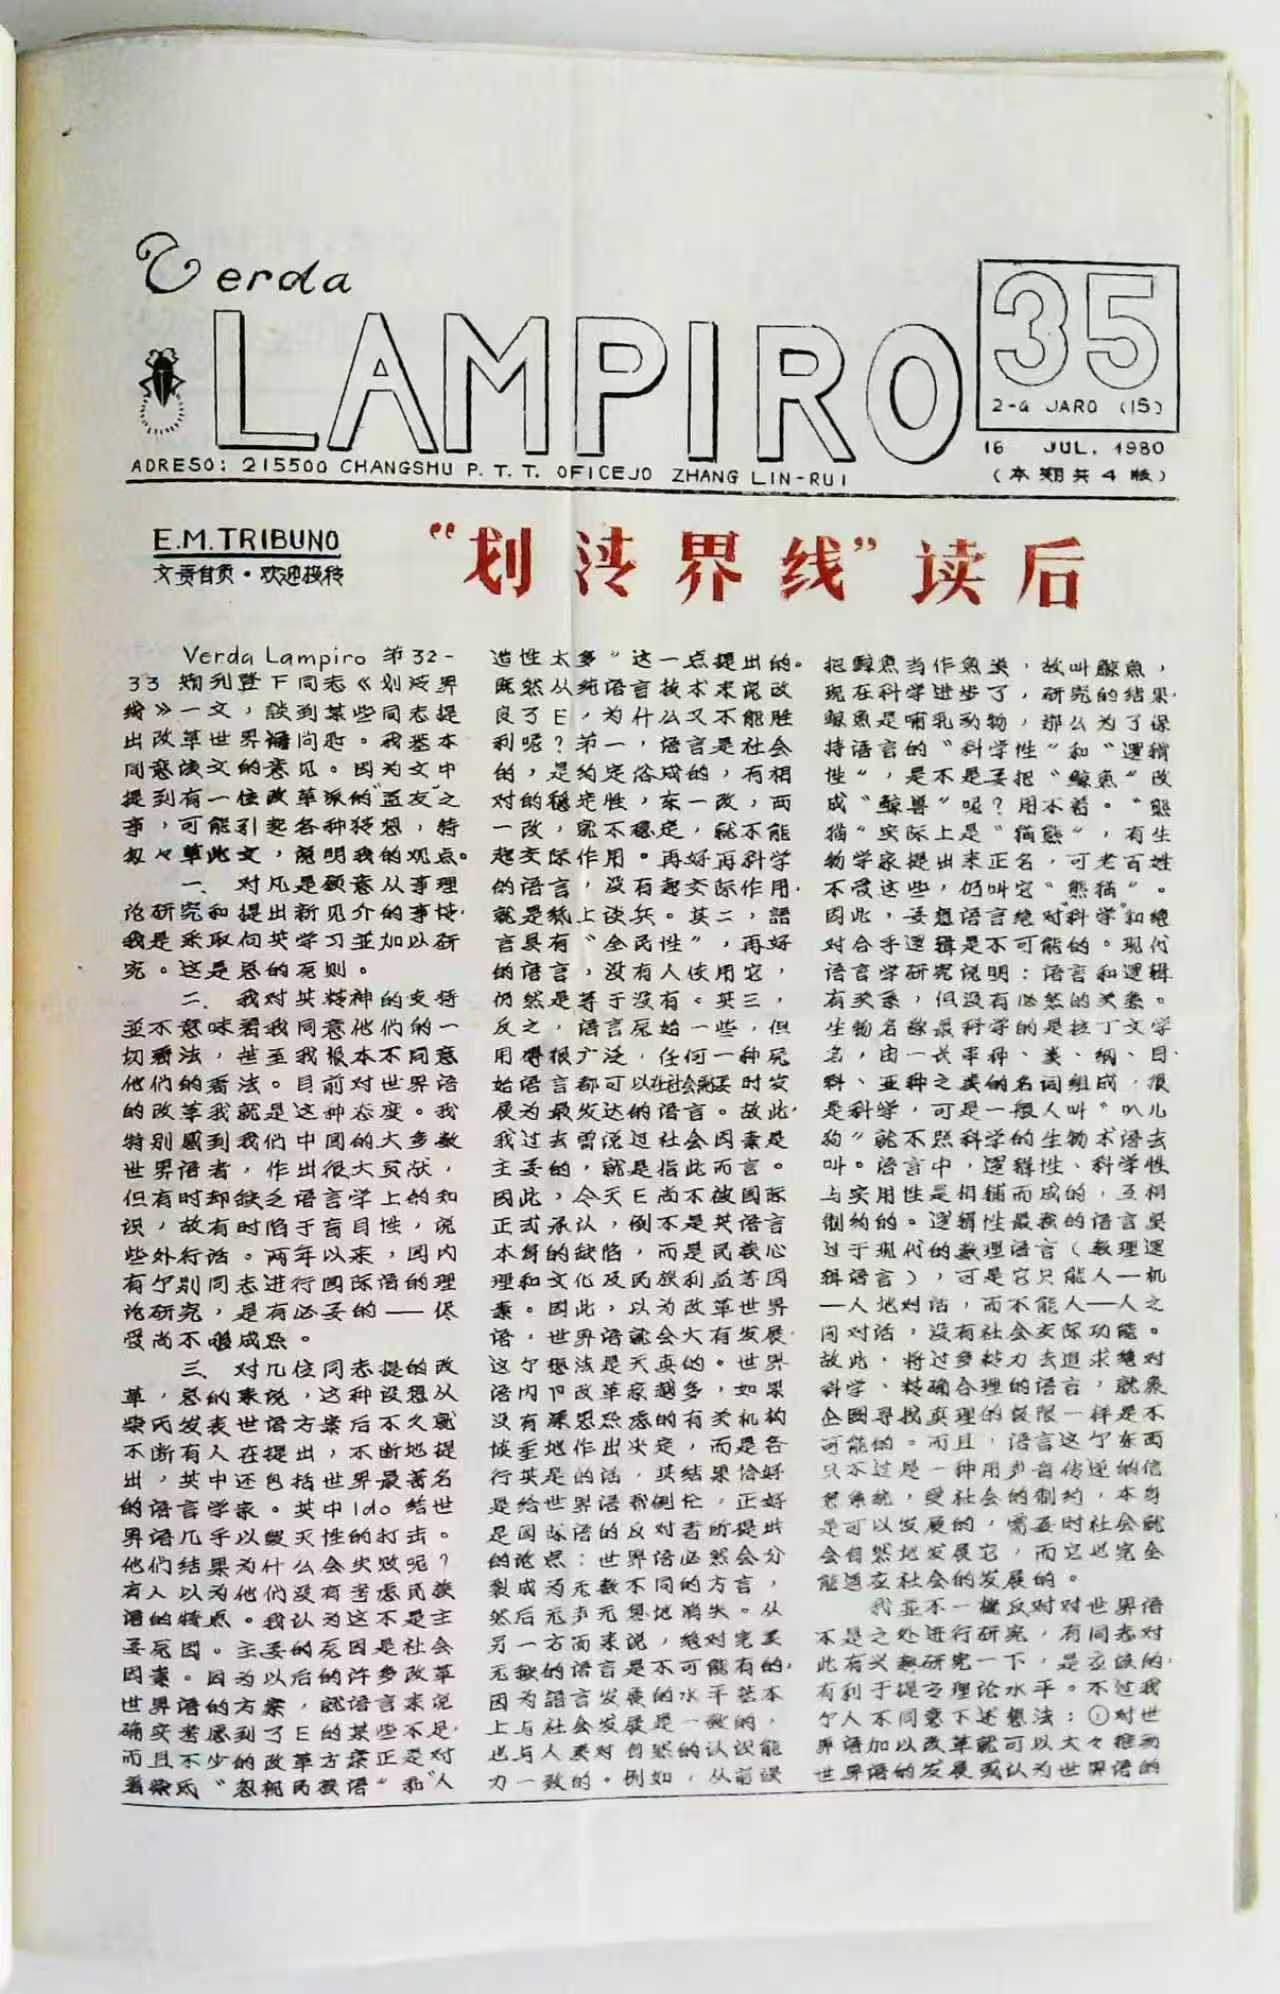 Verda
LAMPIRO
35
2-a JARO (15)
16 JUL. 1980
ADRESO: 215500 CHANGSHU P. T. T. OFICEJO ZHANG LIN-RUI
(本期共4版)
E.M.TRIBUNO
文责自负·欢迎投稿
“划清界线”读后
Verda Lampiro 第32-
33期刊登下同志《划清界
线》一文，談到某些同志提
出改革世界语问题。我基本
同意该文的意见。因为文中
提到有一位改革派的"盃友"之
事，可能引起各种猜想，特
匆々草此文，说明我的观点。
一、对凡是愿意从事理
论研究和提出新见介的事情，
我是采取向其学习並加以研
究。这是总的原则。
二、我对其精神的支持
並不意味着我同意他们的一
切看法，甚至我根本不同意
他们的看法。目前对世界语
的改革我就是这种态度。我
特别感到我们中国的大多数
世界语者，作出很大贡献，
但有时却缺乏语言学上的知
识，故有时陷于盲目性，说
些外行话。两年以来，国内
有个别同志进行国际语的理
论研究，是有必要的——尽
管尚不够成熟。
三、对几位同志提的改
革，总的来说，这种设想从
柴氏发表世语方案后不久就
不断有人在提出，不断地提
出，其中还包括世界最著名
的语言学家。其中Ido给世
界语几乎以毁灭性的打击。
他们结果为什么会失败呢？
有人以为他们没有考虑民族
语的特点。我认为这不是主
要原因。主要的原因是社会
因素。因为以后的许多改革
世界语的方案，就语言来说
确实考虑到了E的某些不足，
而且不少的改革方案正是对
着柴氏“忽视民族语”和“人
造性太多”这一点提出的。
既然从纯语言技术来说改
良了E，为什么又不能胜
利呢？第一，语言是社会
的，是约定俗成的，有相
对的稳定性，东一改，西
一改，就不稳定，就不能
起交际作用。再好再科学
的语言，没有起交际作用，
就是纸上谈兵。其二，語
言具有“全民性”，再好
的语言，没有人使用它，
仍然是等于没有。其三，
反之，语言原始一些，但
用得很广泛，任何一种原
始语言都可以在社会需要时发
展为最发达的语言。故此，
我过去曾说过社会因素是
主要的，就是指此而言。
因此，今天E尚不被国际
正式承认，倒不是其语言
本身的缺陷，而是民族心
理和文化及民族利益等因
素。因此，以为改革世界
语，世界语就会大有发展，
这个想法是天真的。世界
语内下改革家越多，如果
没有深思熟虑的有关机构
慎重地作出决定，而是各
行其是的话，其结果恰好
是给世界语帮倒忙，正好
是国际语的反对者所提出
的论点：世界语必然会分
裂成为无数不同的方言，
然后无声无息地消失。从
另一方面来说，绝对完美
无缺的语言是不可能有的，
因为語言发展的水平基本
上与社会发展是一致的，
也与人类对自然的认识能
力一致的。例如，从前误
把鲸魚当作魚类，故叫鲸魚，
现在科学进步了，研究的结果，
鲸魚是哺乳动物，那么为了保
持语言的“科学性”和“逻辑
性”，是不是要把“鲸魚”改
成“鲸兽”呢？用不着。“熊
猫”实际上是“猫熊”，有生
物学家提出来正名，可老百姓
不管这些，仍叫它“熊猫”。
因此，要想语言绝对“科学”和绝
对合乎逻辑是不可能的。现代
语言学研究说明：语言和逻辑
有关系，但没有必然的关系。
生物名称最科学的是拉丁文学
名，由一长串种、类、纲、目、
科、亚种之类的名词组成，很
是科学，可是一般人叫“叭儿
狗”就不照科学的生物术语去
叫。语言中，逻辑性、科学性
与实用性是相辅而成的，互相
制约的。逻辑性最强的语言莫
过于现代的数理语言（数理逻
辑语言），可是它只能人—机
—人地对话，而不能人—人之
间对话，没有社会交际功能。
故此，将过多精力去追求绝对
科学、精确合理的语言，就象
企图寻找真理的极限一样是不
可能的。而且，语言这个东西
只不过是一种用声音传递的信
息系统，受社会的制约，本身
是可以发展的，需要时社会就
会自然地发展它，而它也完全
能适应社会的发展的。
我並不一概反对对世界语
不是之处进行研究，有同志对
此有兴趣研究一下，是应该的，
有利于提高理论水平。不过我
个人不同意下述想法：①对世
界语加以改革就可以大々推动
世界语的发展或认为世界语的